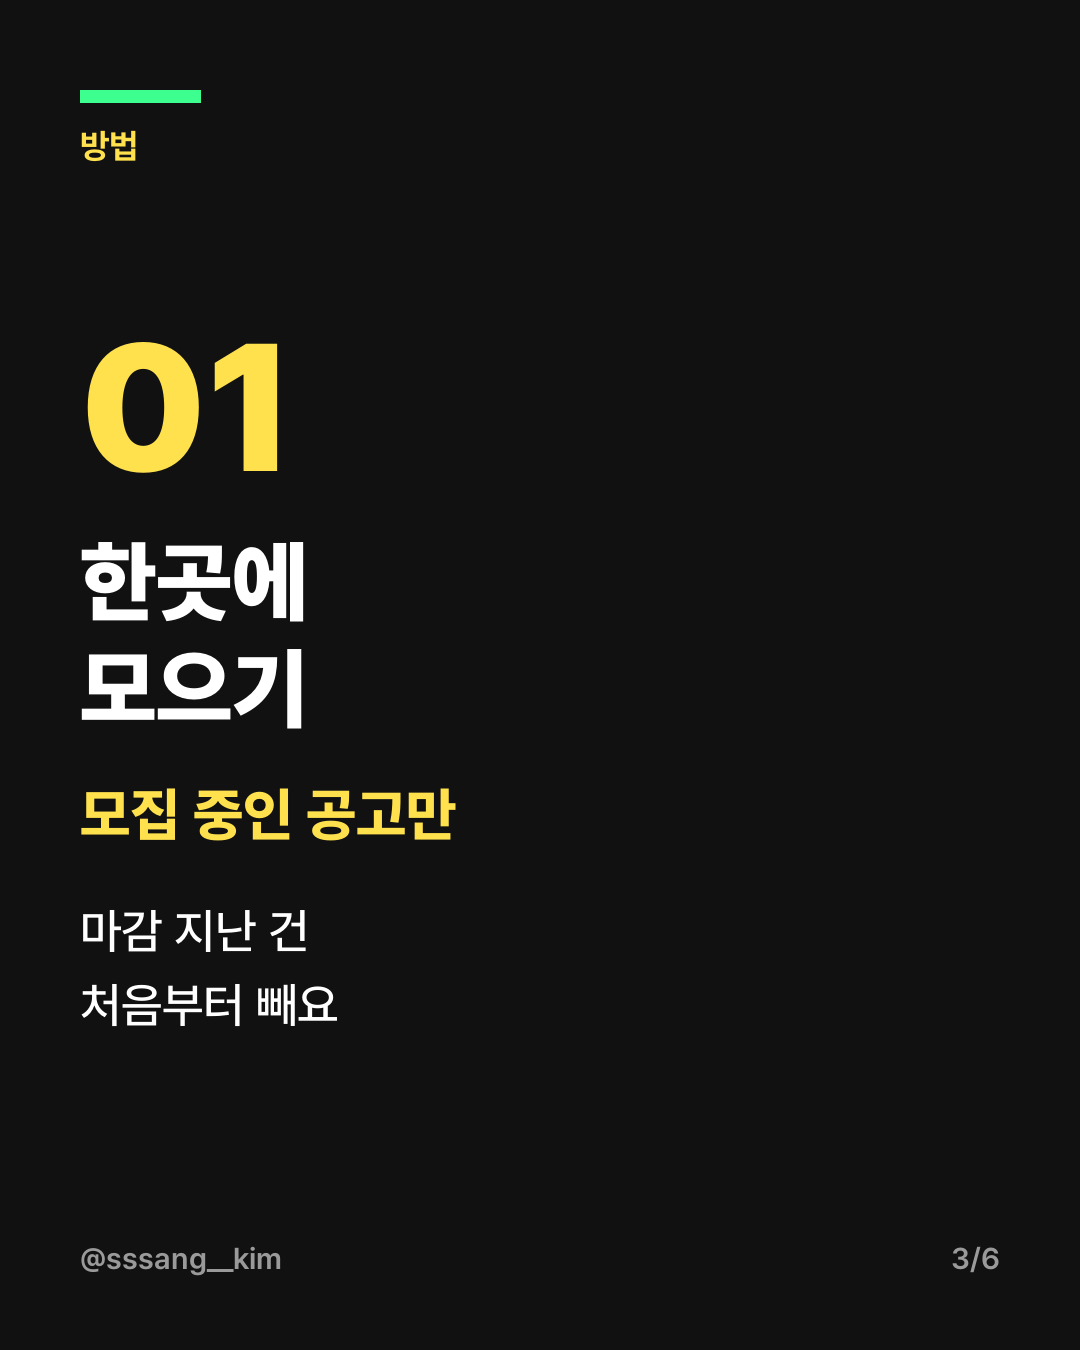 방법
01
한곳에
모으기
모집 중인 공고만
마감 지난 건
처음부터 빼요
@sssang__kim
3/6